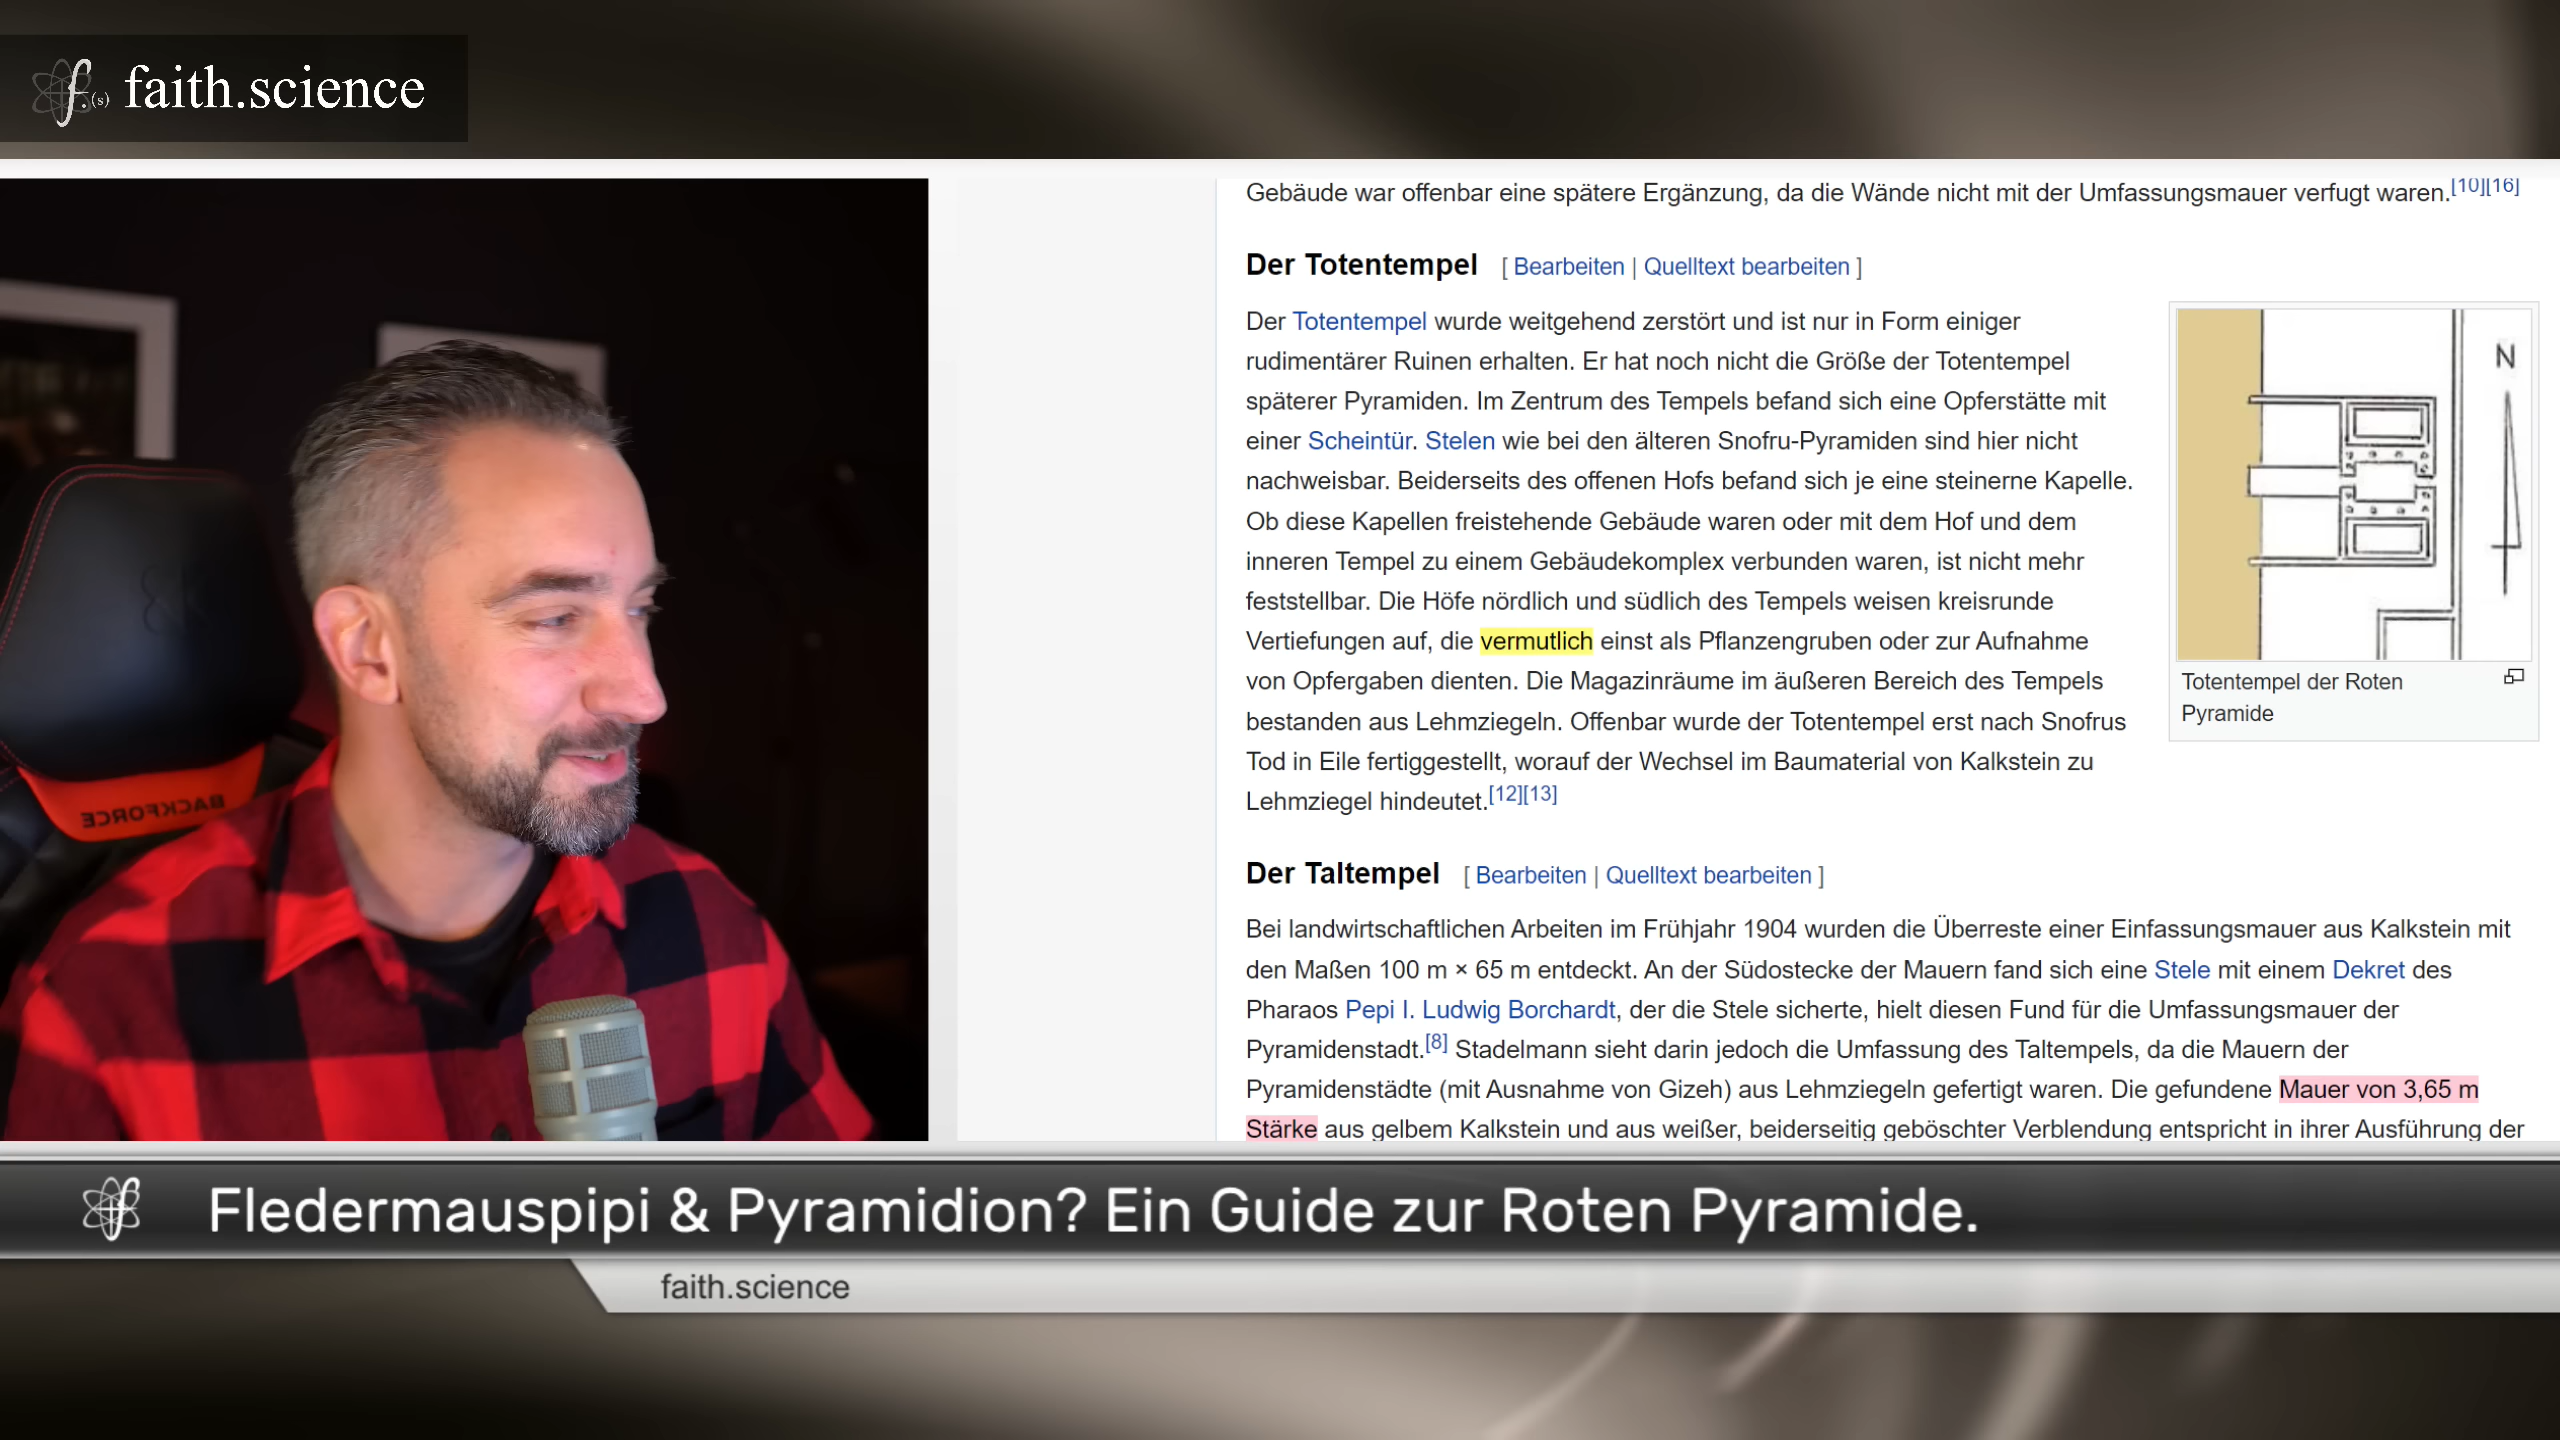 f.(s) faith.science
Gebäude war offenbar eine spätere Ergänzung, da die Wände nicht mit der Umfassungsmauer verfugt waren.[10][16]
Der Totentempel [ Bearbeiten | Quelltext bearbeiten ]
Der Totentempel wurde weitgehend zerstört und ist nur in Form einiger
rudimentärer Ruinen erhalten. Er hat noch nicht die Größe der Totentempel
späterer Pyramiden. Im Zentrum des Tempels befand sich eine Opferstätte mit
einer Scheintür. Stelen wie bei den älteren Snofru-Pyramiden sind hier nicht
nachweisbar. Beiderseits des offenen Hofs befand sich je eine steinerne Kapelle.
Ob diese Kapellen freistehende Gebäude waren oder mit dem Hof und dem
inneren Tempel zu einem Gebäudekomplex verbunden waren, ist nicht mehr
feststellbar. Die Höfe nördlich und südlich des Tempels weisen kreisrunde
Vertiefungen auf, die vermutlich einst als Pflanzengruben oder zur Aufnahme
von Opfergaben dienten. Die Magazinräume im äußeren Bereich des Tempels
bestanden aus Lehmziegeln. Offenbar wurde der Totentempel erst nach Snofrus
Tod in Eile fertiggestellt, worauf der Wechsel im Baumaterial von Kalkstein zu
Lehmziegel hindeutet.[12][13]
N
Totentempel der Roten
Pyramide
Der Taltempel [ Bearbeiten | Quelltext bearbeiten ]
Bei landwirtschaftlichen Arbeiten im Frühjahr 1904 wurden die Überreste einer Einfassungsmauer aus Kalkstein mit
den Maßen 100 m × 65 m entdeckt. An der Südostecke der Mauern fand sich eine Stele mit einem Dekret des
Pharaos Pepi I. Ludwig Borchardt, der die Stele sicherte, hielt diesen Fund für die Umfassungsmauer der
Pyramidenstadt.[8] Stadelmann sieht darin jedoch die Umfassung des Taltempels, da die Mauern der
Pyramidenstädte (mit Ausnahme von Gizeh) aus Lehmziegeln gefertigt waren. Die gefundene Mauer von 3,65 m
Stärke aus gelbem Kalkstein und aus weißer, beiderseitig geböschter Verblendung entspricht in ihrer Ausführung der
BACKFORCE
Fledermauspipi & Pyramidion? Ein Guide zur Roten Pyramide.
faith.science